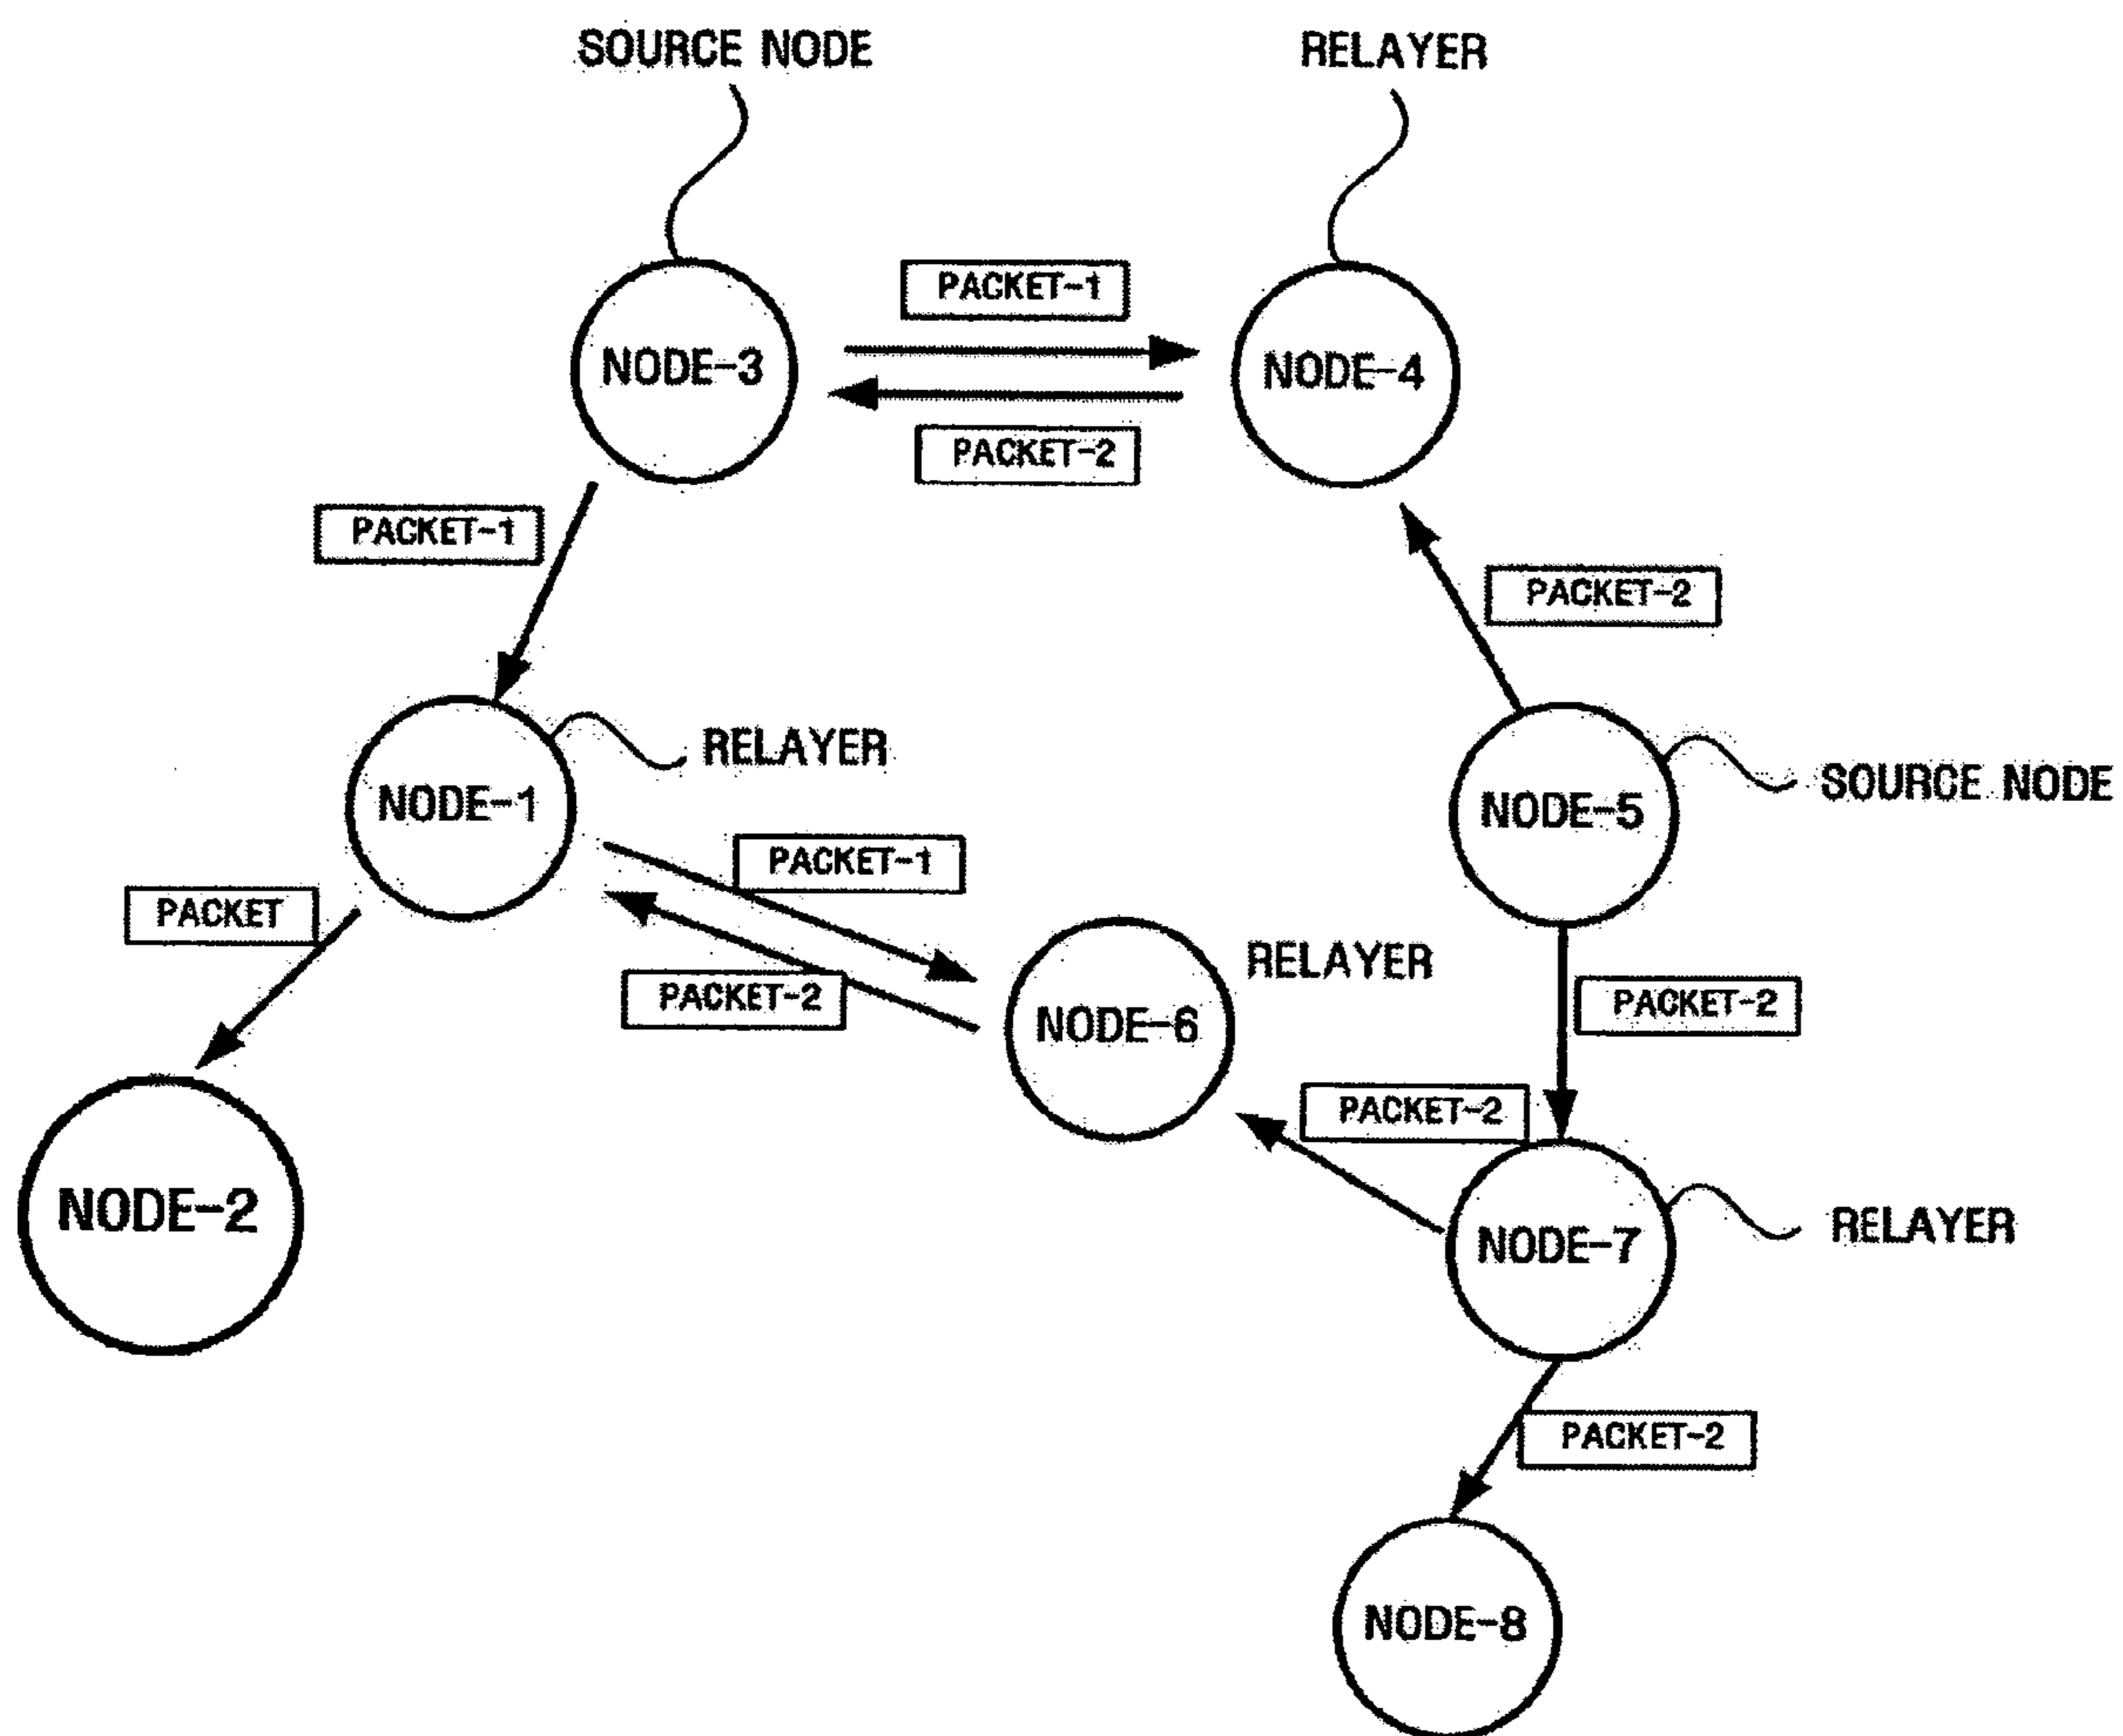 SOURCE NODE
RELAYER
PACKET-1
NODE-3
NODE-4
PACKET-2
PACKET-1
PACKET-2
RELAYER
SOURCE NODE
NODE-1
NODE-5
PACKET-1
PACKET
RELAYER
PACKET-2
PACKET-2
NODE-6
PACKET-2
NODE-2
RELAYER
NODE-7
PACKET-2
NODE-8